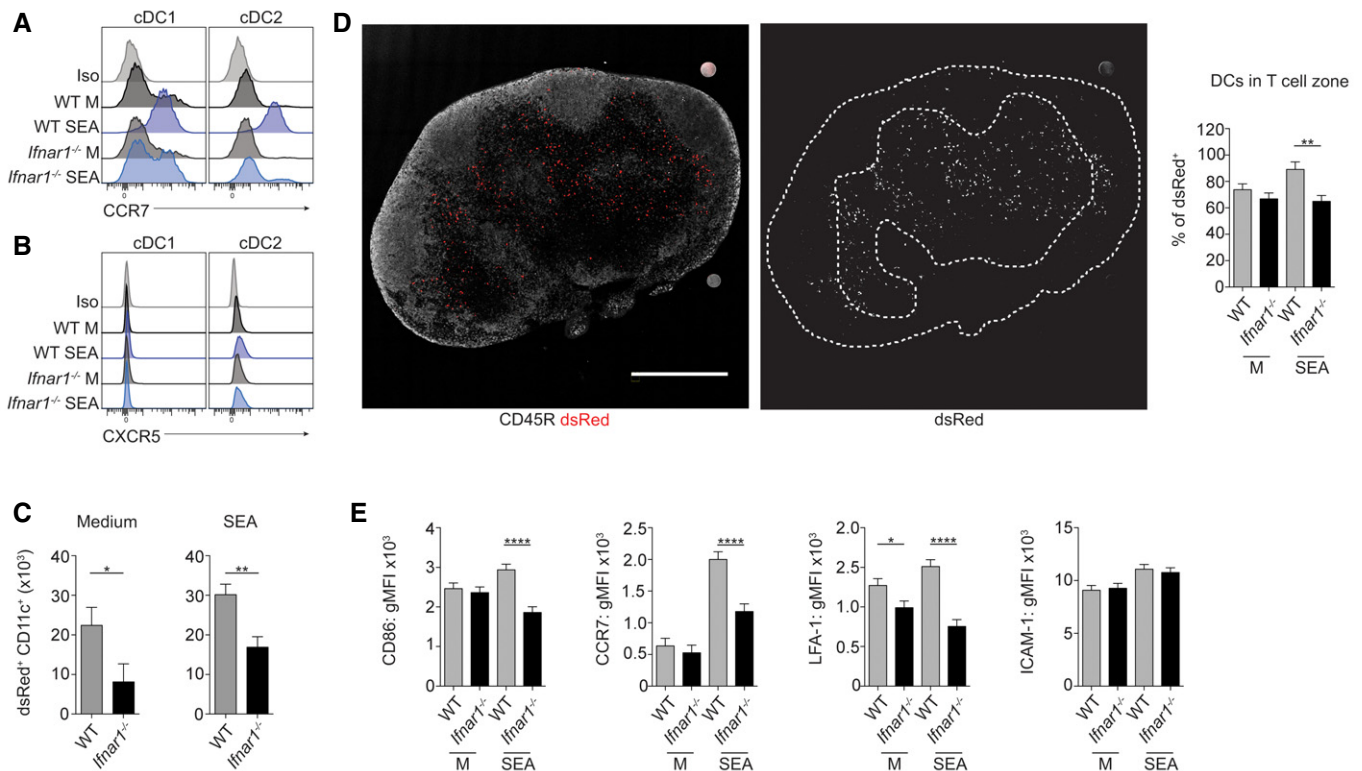 A
cDC1 cDC2
Iso
WT M
WT SEA
Ifnar1-/- M
Ifnar1-/- SEA
0 0
CCR7
B
cDC1 cDC2
Iso
WT M
WT SEA
Ifnar1-/- M
Ifnar1-/- SEA
0 0
CXCR5
C
Medium SEA
dsRed+ CD11c+ (x10³)
40 40
30 30
20 20
10 10
0 0
* **
WT Ifnar1-/- WT Ifnar1-/-
D
CD45R dsRed
dsRed
DCs in T cell zone
% of dsRed+
120
100
80
60
40
20
0
**
WT Ifnar1-/- WT Ifnar1-/-
M SEA
E
CD86: gMFI x10³
4
3
2
1
0
****
WT Ifnar1-/- WT Ifnar1-/-
M SEA
CCR7: gMFI x10³
2.5
2.0
1.5
1.0
0.5
0
****
WT Ifnar1-/- WT Ifnar1-/-
M SEA
LFA-1: gMFI x10³
2.0
2.5
1.0
0.5
0
* ****
WT Ifnar1-/- WT Ifnar1-/-
M SEA
ICAM-1: gMFI x10³
15
10
5
0
WT Ifnar1-/- WT Ifnar1-/-
M SEA